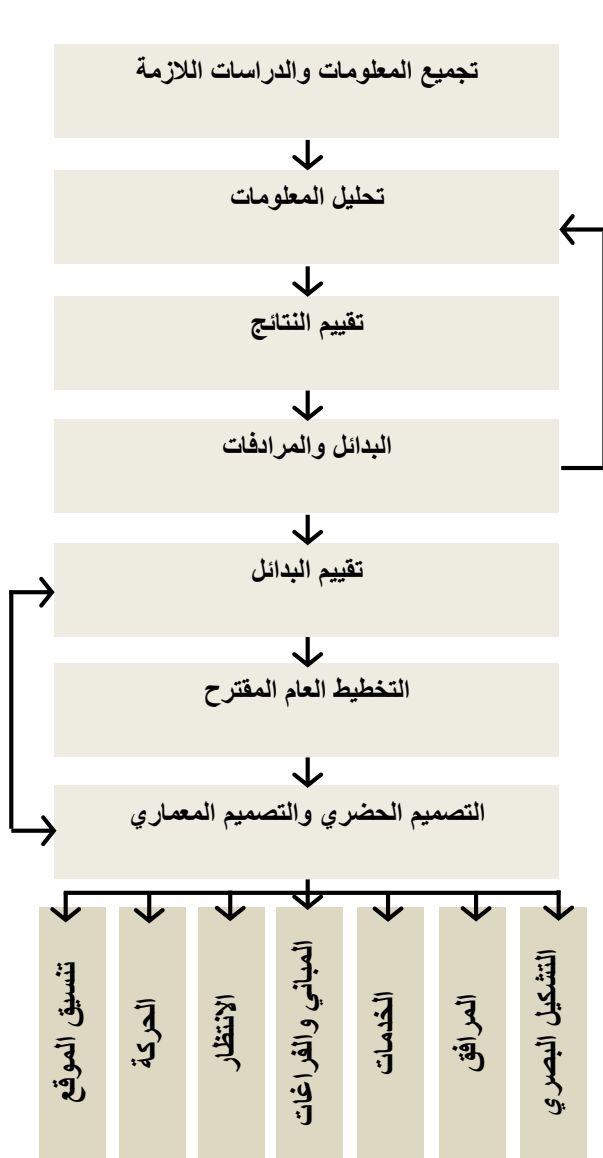 تجميع المعلومات والدراسات اللازمة
تحليل المعلومات
تقييم النتائج
البدائل والمرادفات
تقييم البدائل
التخطيط العام المقترح
التصميم الحضري والتصميم المعماري
التشكيل البصري
المرافق
الخدمات
المباني والفراغات
الانتظار
الحركة
تنسيق الموقع